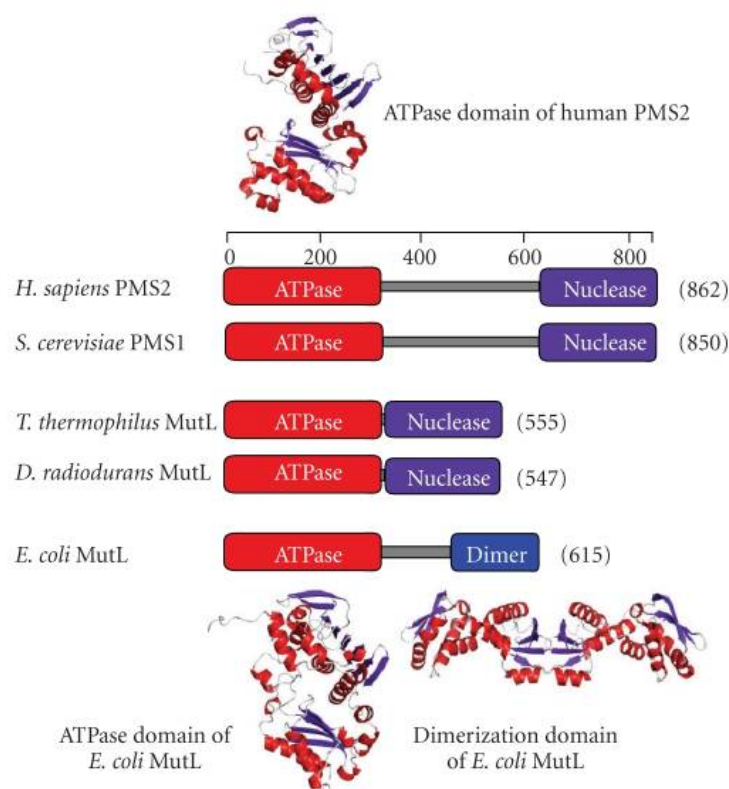 ATPase domain of human PMS2
0 200 400 600 800
H. sapiens PMS2 ATPase Nuclease (862)
S. cerevisiae PMS1 ATPase Nuclease (850)
T. thermophilus MutL ATPase Nuclease (555)
D. radiodurans MutL ATPase Nuclease (547)
E. coli MutL ATPase Dimer (615)
ATPase domain of
E. coli MutL
Dimerization domain
of E. coli MutL